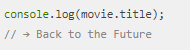 console.log(movie.title);
// → Back to the Future